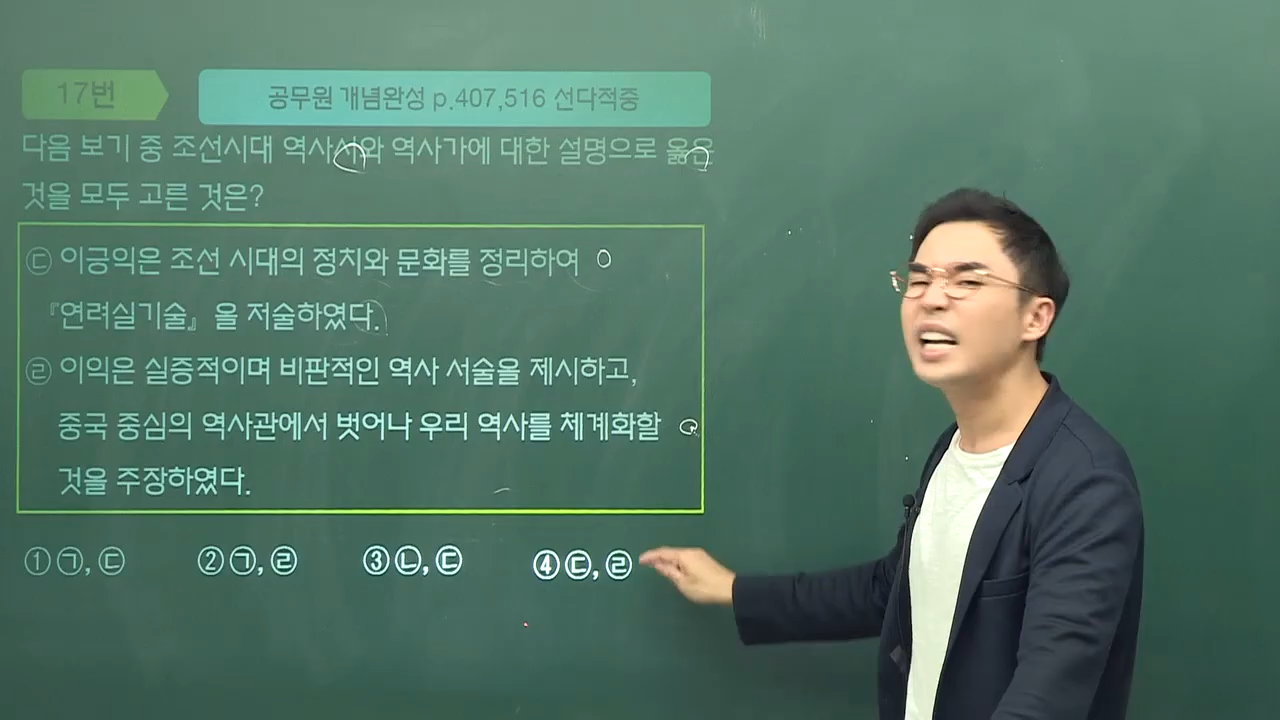 17번
공무원 개념완성 p.407,516 선다적중
다음 보기 중 조선시대 역사서와 역사가에 대한 설명으로 옳은
것을 모두 고른 것은?
㉢ 이긍익은 조선 시대의 정치와 문화를 정리하여
『연려실기술』을 저술하였다.
㉣ 이익은 실증적이며 비판적인 역사 서술을 제시하고,
중국 중심의 역사관에서 벗어나 우리 역사를 체계화할
것을 주장하였다.
①㉠, ㉢ ②㉠, ㉣ ③㉡, ㉢ ④㉢, ㉣